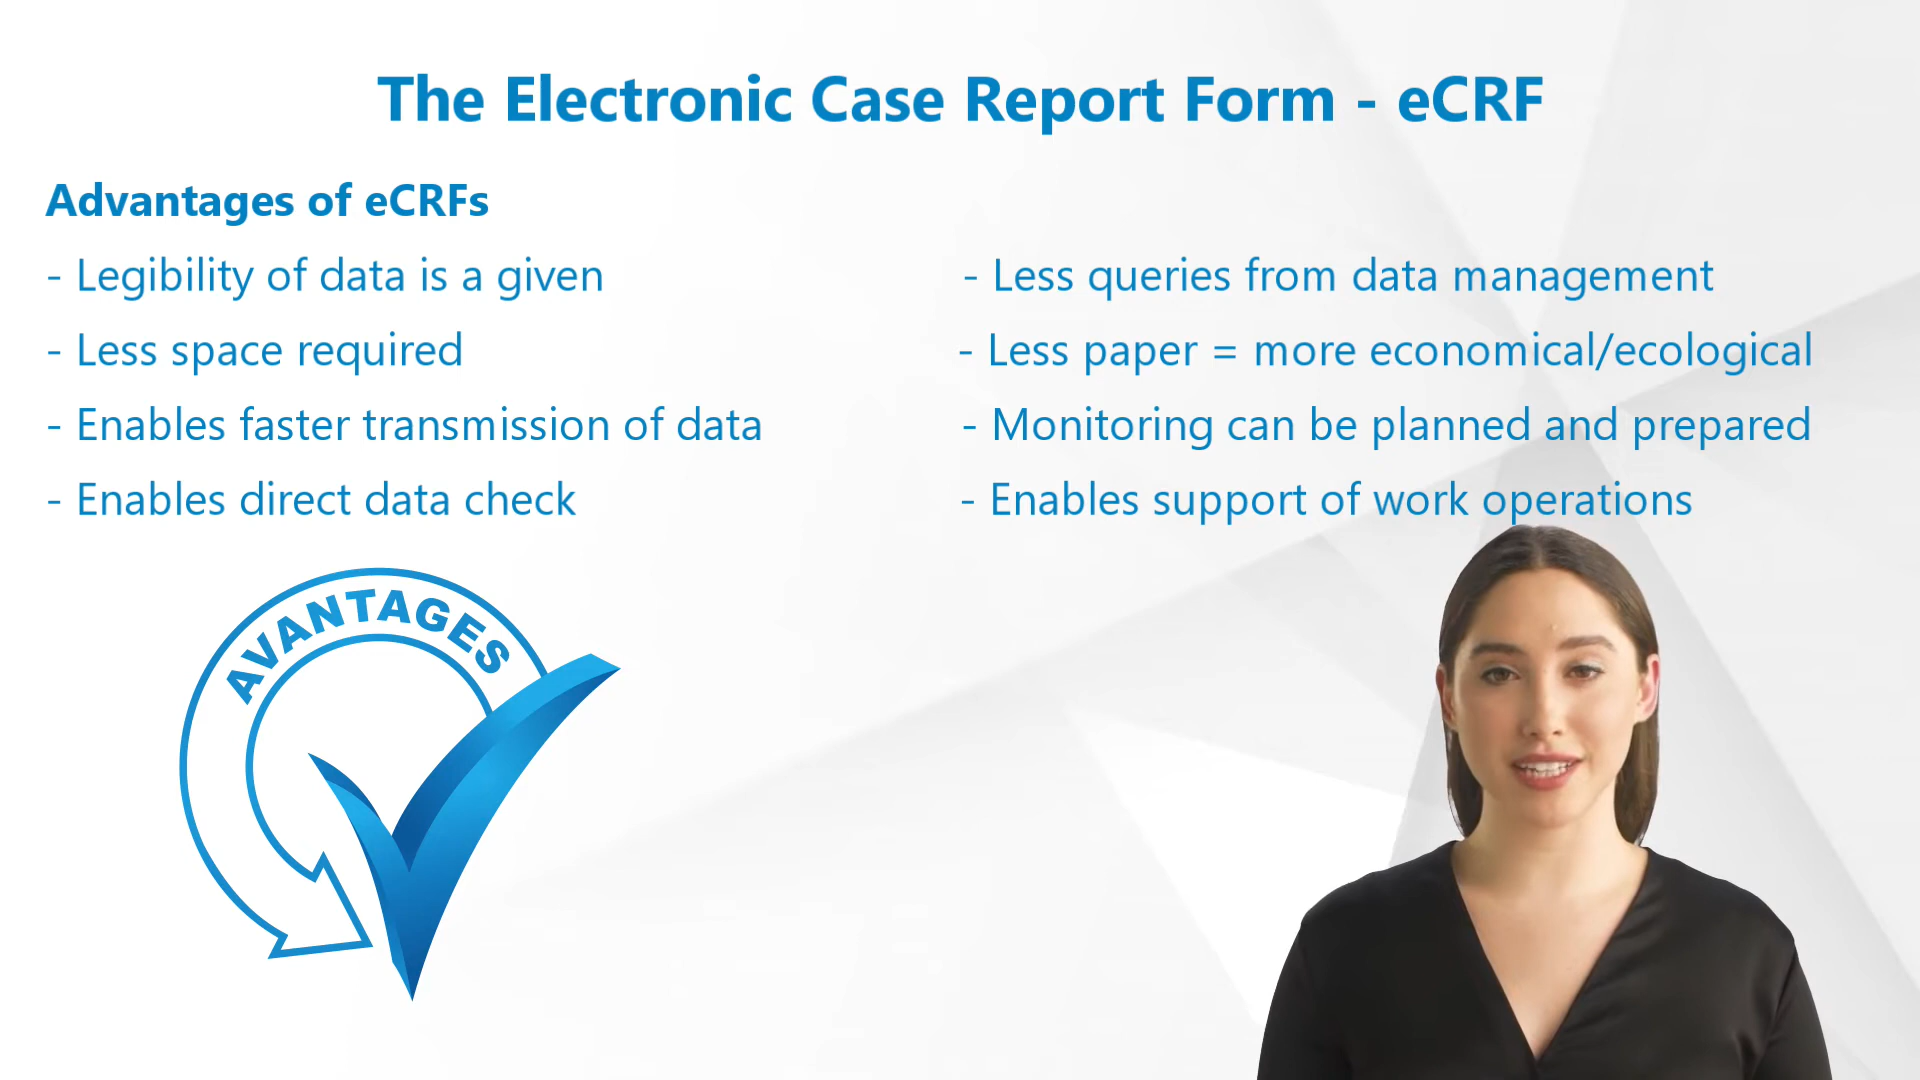 The Electronic Case Report Form - eCRF
Advantages of eCRFs
- Legibility of data is a given
- Less space required
- Enables faster transmission of data
- Enables direct data check
- Less queries from data management
- Less paper = more economical/ecological
- Monitoring can be planned and prepared
- Enables support of work operations
AVANTAGES